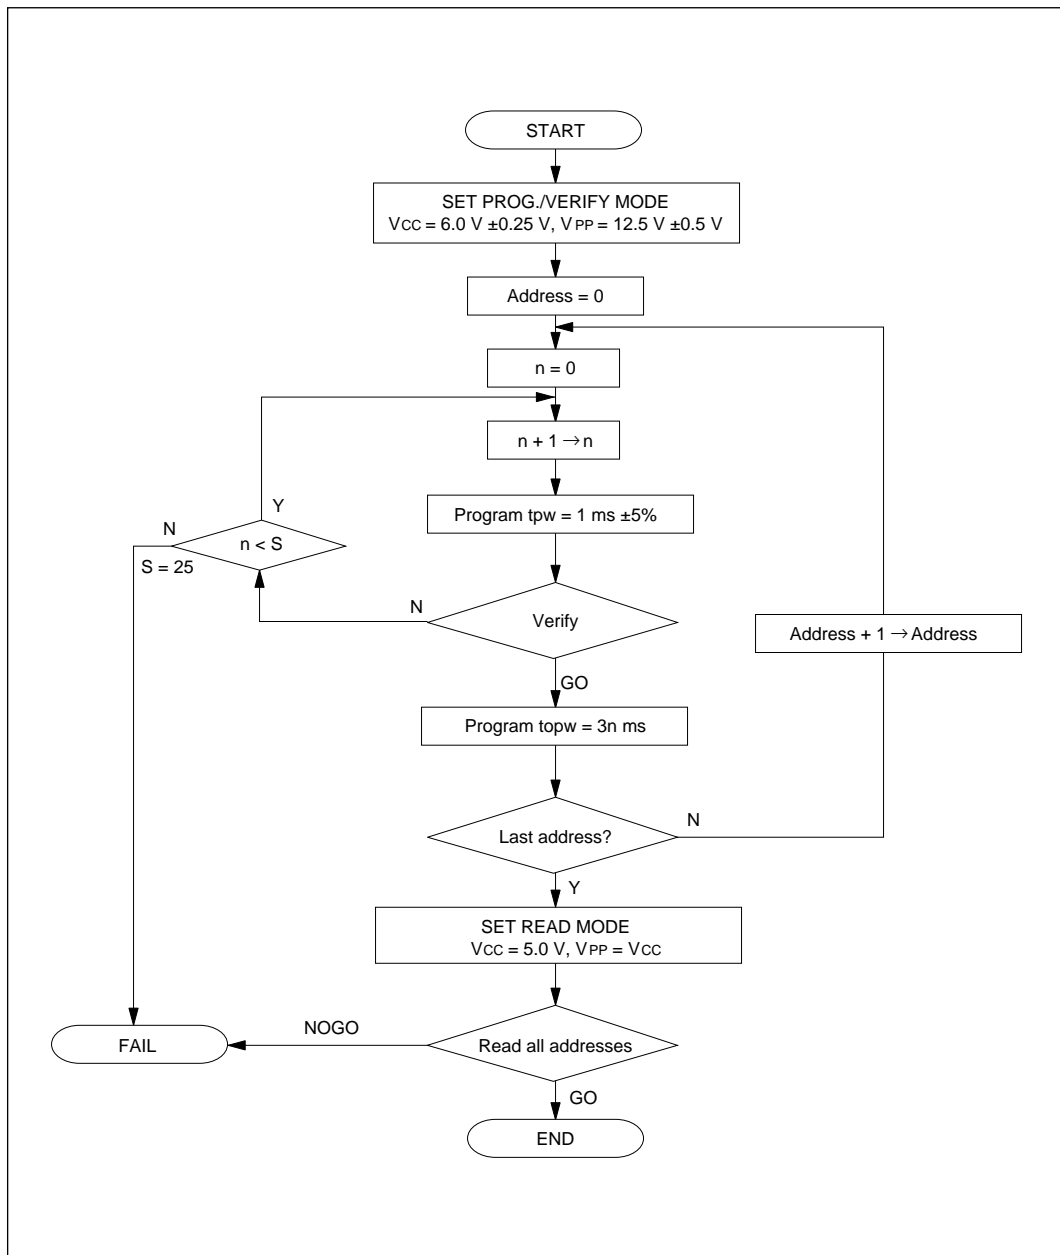 START
SET PROG./VERIFY MODE
VCC = 6.0 V ±0.25 V, VPP = 12.5 V ±0.5 V
Address = 0
n = 0
n + 1 → n
Program tpw = 1 ms ±5%
Y
N
n < S
S = 25
N
Verify
Address + 1 → Address
GO
Program topw = 3n ms
Last address?
N
Y
SET READ MODE
VCC = 5.0 V, VPP = VCC
NOGO
FAIL
Read all addresses
GO
END